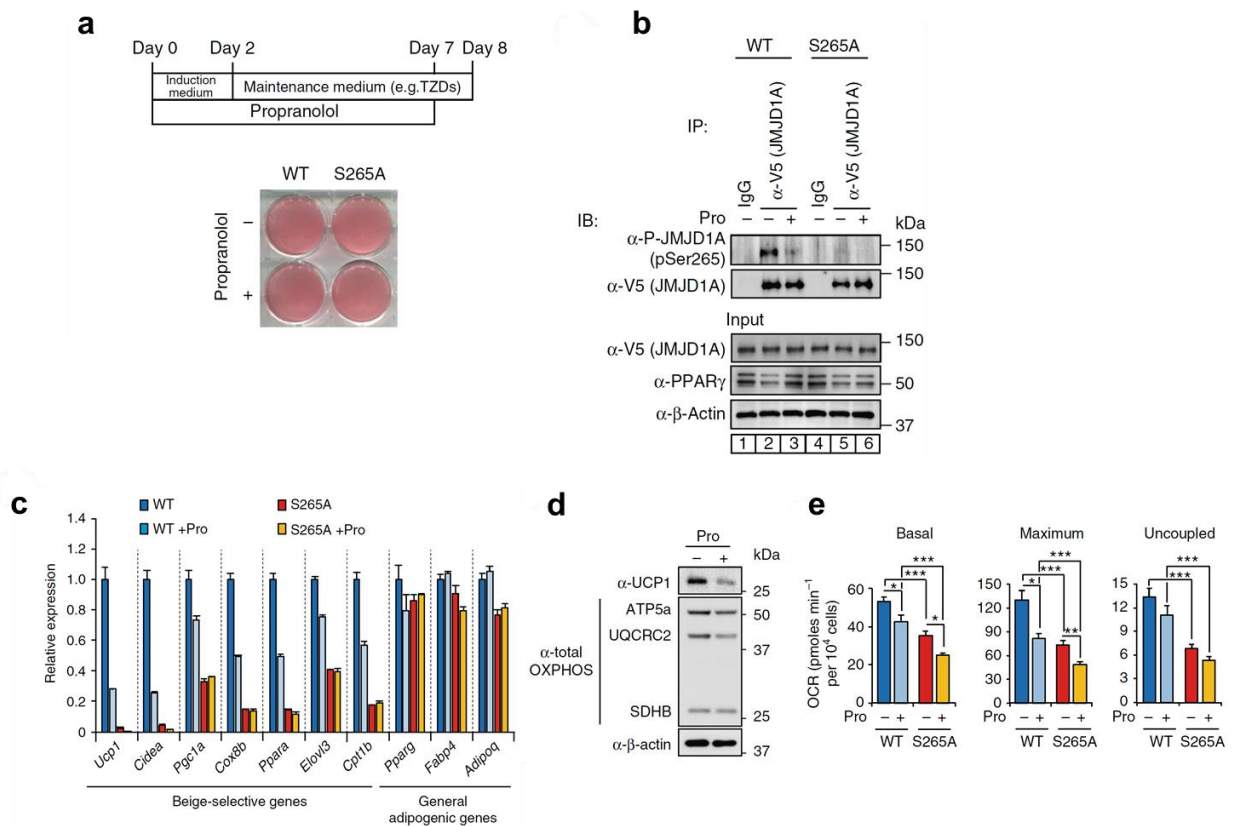 a
Day 0 Day 2 Day 7 Day 8
Induction
medium
Maintenance medium (e.g.TZDs)
Propranolol
WT S265A
Propranolol
–
+
b
WT S265A
IP:
IgG α-V5 (JMJD1A) IgG α-V5 (JMJD1A)
IB: Pro – – + – – + kDa
α-P-JMJD1A
(pSer265)
150
α-V5 (JMJD1A)
150
Input
α-V5 (JMJD1A)
150
α-PPARγ
50
α-β-Actin
37
1 2 3 4 5 6
c
WT S265A
WT +Pro S265A +Pro
Relative expression
1.4
1.2
1.0
0.8
0.6
0.4
0.2
0
Ucp1 Cidea Pgc1a Cox8b Ppara Elovl3 Cpt1b Pparg Fabp4 Adipoq
Beige-selective genes
General
adipogenic genes
d
Pro
– + kDa
α-UCP1
25
α-total
OXPHOS
ATP5a
50
UQCRC2
37
SDHB
25
α-β-actin
37
e
Basal
OCR (pmoles min⁻¹
per 10⁴ cells)
60
40
20
0
* *** *** *
Pro – + – +
WT S265A
Maximum
150
120
90
60
30
0
* *** *** **
Pro – + – +
WT S265A
Uncoupled
15
12
9
6
3
0
*** ***
Pro – + – +
WT S265A